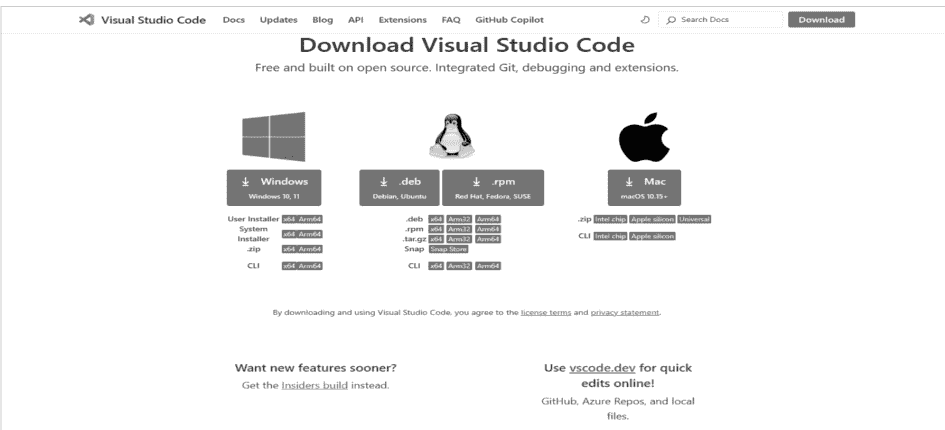 Visual Studio Code Docs Updates Blog API Extensions FAQ GitHub Copilot Search Docs Download
Download Visual Studio Code
Free and built on open source. Integrated Git, debugging and extensions.
Windows
Windows 10, 11
.deb
Debian, Ubuntu
.rpm
Red Hat, Fedora, SUSE
Mac
macOS 10.15+
User Installer x64 Arm64
System Installer x64 Arm64
.zip x64 Arm64
CLI x64 Arm64
.deb x64 Arm32 Arm64
.rpm x64 Arm32 Arm64
.tar.gz x64 Arm32 Arm64
Snap Snap Store
CLI x64 Arm32 Arm64
.zip Intel chip Apple silicon Universal
CLI Intel chip Apple silicon
By downloading and using Visual Studio Code, you agree to the license terms and privacy statement.
Want new features sooner?
Get the Insiders build instead.
Use vscode.dev for quick
edits online!
GitHub, Azure Repos, and local
files.